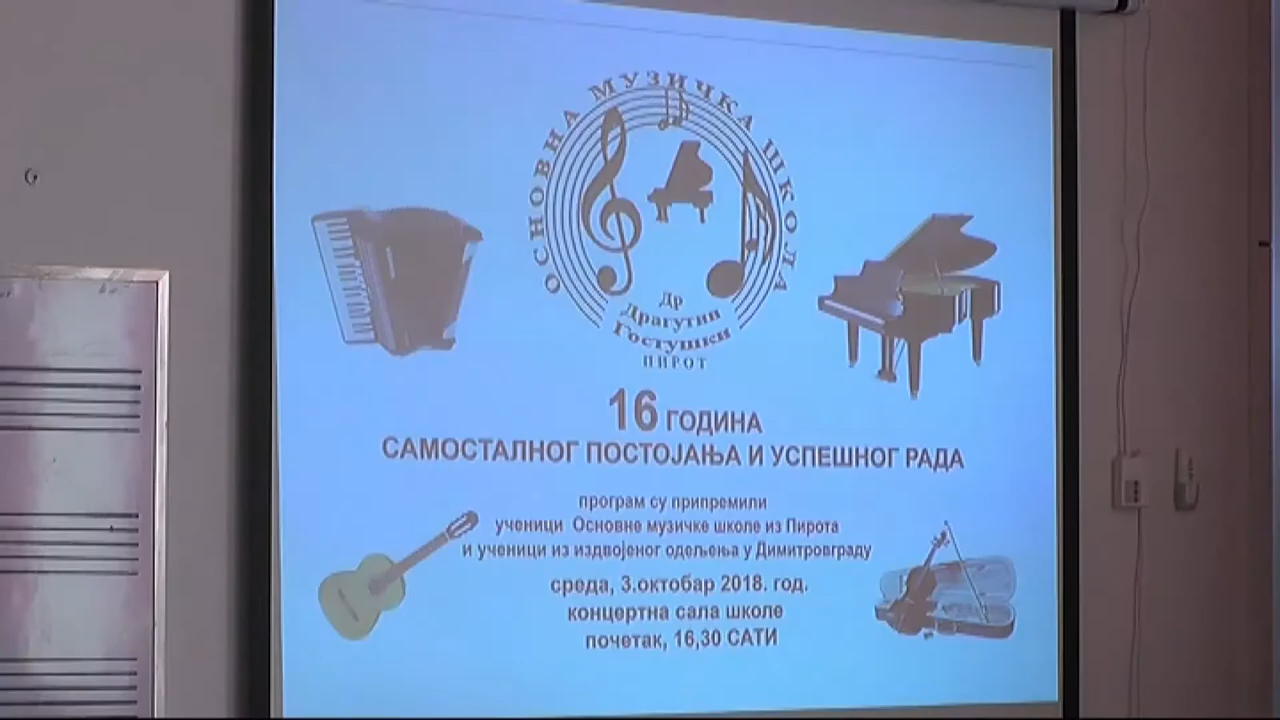 ОСНОВНА МУЗИЧКА ШКОЛА
Др
Драгутин
Гостушки
ПИРОТ
16 ГОДИНА
САМОСТАЛНОГ ПОСТОЈАЊА И УСПЕШНОГ РАДА
програм су припремили
ученици Основне музичке школе из Пирота
и ученици из издвојеног одељења у Димитровграду
среда, 3.октобар 2018. год.
концертна сала школе
почетак, 16,30 САТИ